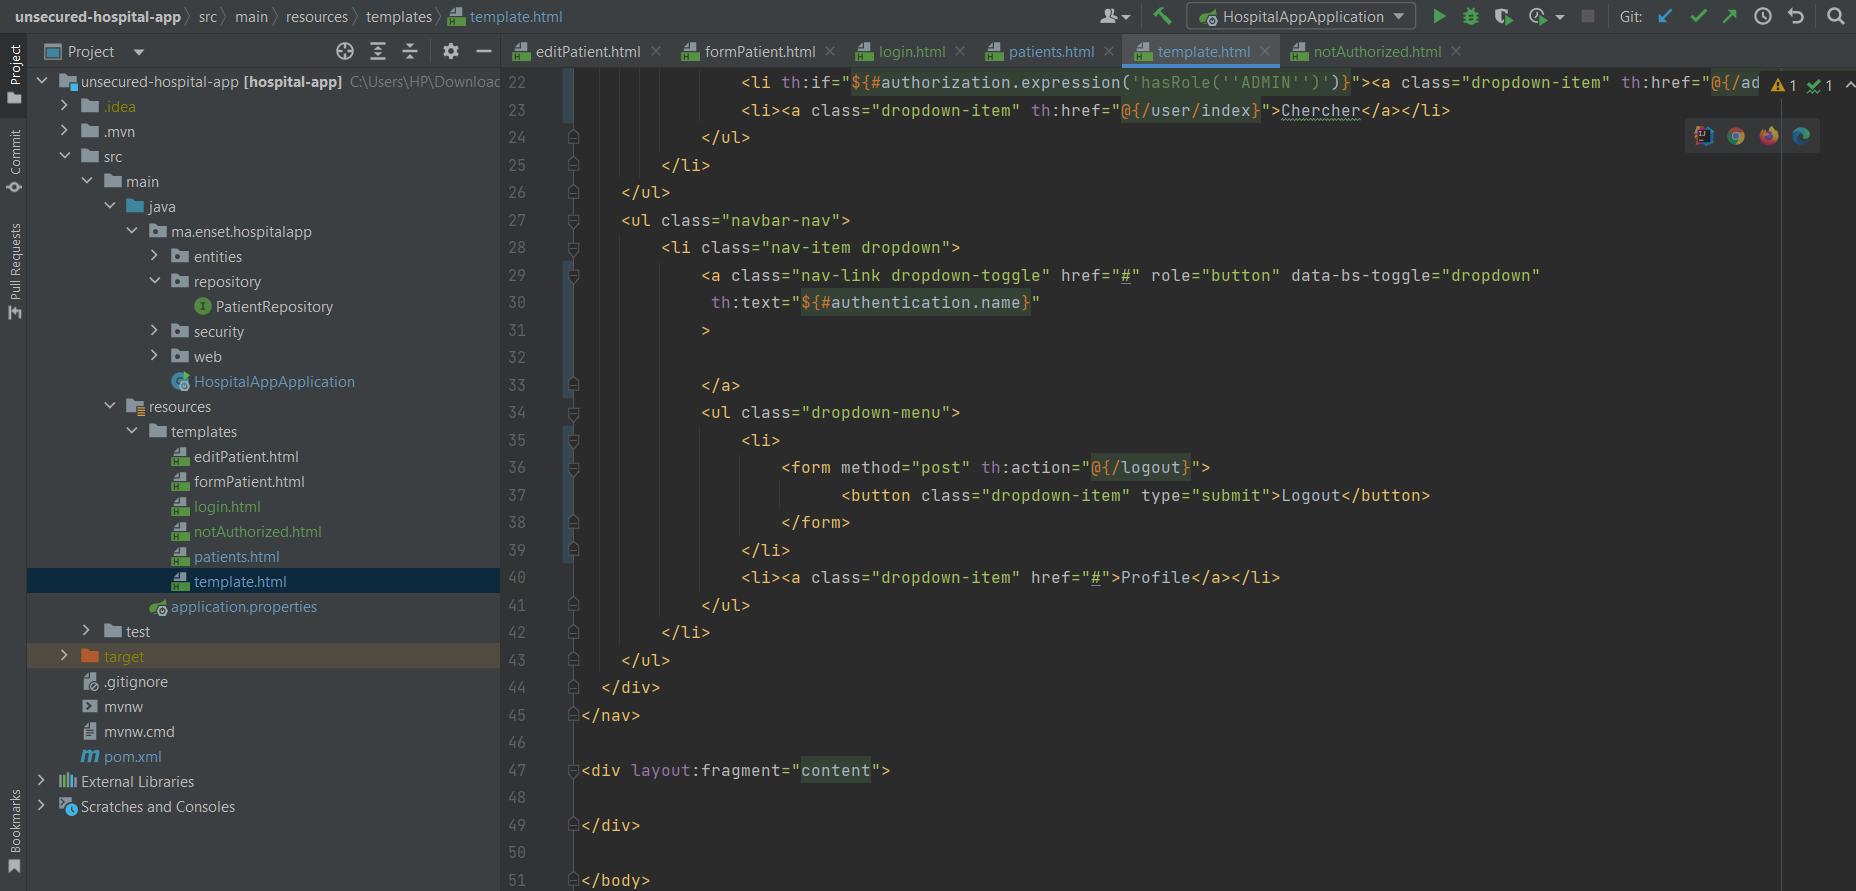 unsecured-hospital-app src main resources templates template.html
HospitalAppApplication
Git:
Project
editPatient.html
formPatient.html
login.html
patients.html
template.html
notAuthorized.html
Project
Commit
Pull Requests
Bookmarks
unsecured-hospital-app [hospital-app] C:\Users\HP\Downloac
.idea
.mvn
src
main
java
ma.enset.hospitalapp
entities
repository
PatientRepository
security
web
HospitalAppApplication
resources
templates
editPatient.html
formPatient.html
login.html
notAuthorized.html
patients.html
template.html
application.properties
test
target
.gitignore
mvnw
mvnw.cmd
pom.xml
External Libraries
Scratches and Consoles
22 <li th:if="${#authorization.expression('hasRole(''ADMIN'')')}"><a class="dropdown-item" th:href="@{/ad
1 1
23 <li><a class="dropdown-item" th:href="@{/user/index}">Chercher</a></li>
24 </ul>
25 </li>
26 </ul>
27 <ul class="navbar-nav">
28 <li class="nav-item dropdown">
29 <a class="nav-link dropdown-toggle" href="#" role="button" data-bs-toggle="dropdown"
30 th:text="${#authentication.name}"
31 >
32
33 </a>
34 <ul class="dropdown-menu">
35 <li>
36 <form method="post" th:action="@{/logout}">
37 <button class="dropdown-item" type="submit">Logout</button>
38 </form>
39 </li>
40 <li><a class="dropdown-item" href="#">Profile</a></li>
41 </ul>
42 </li>
43 </ul>
44 </div>
45 </nav>
46
47 <div layout:fragment="content">
48
49 </div>
50
51 </body>